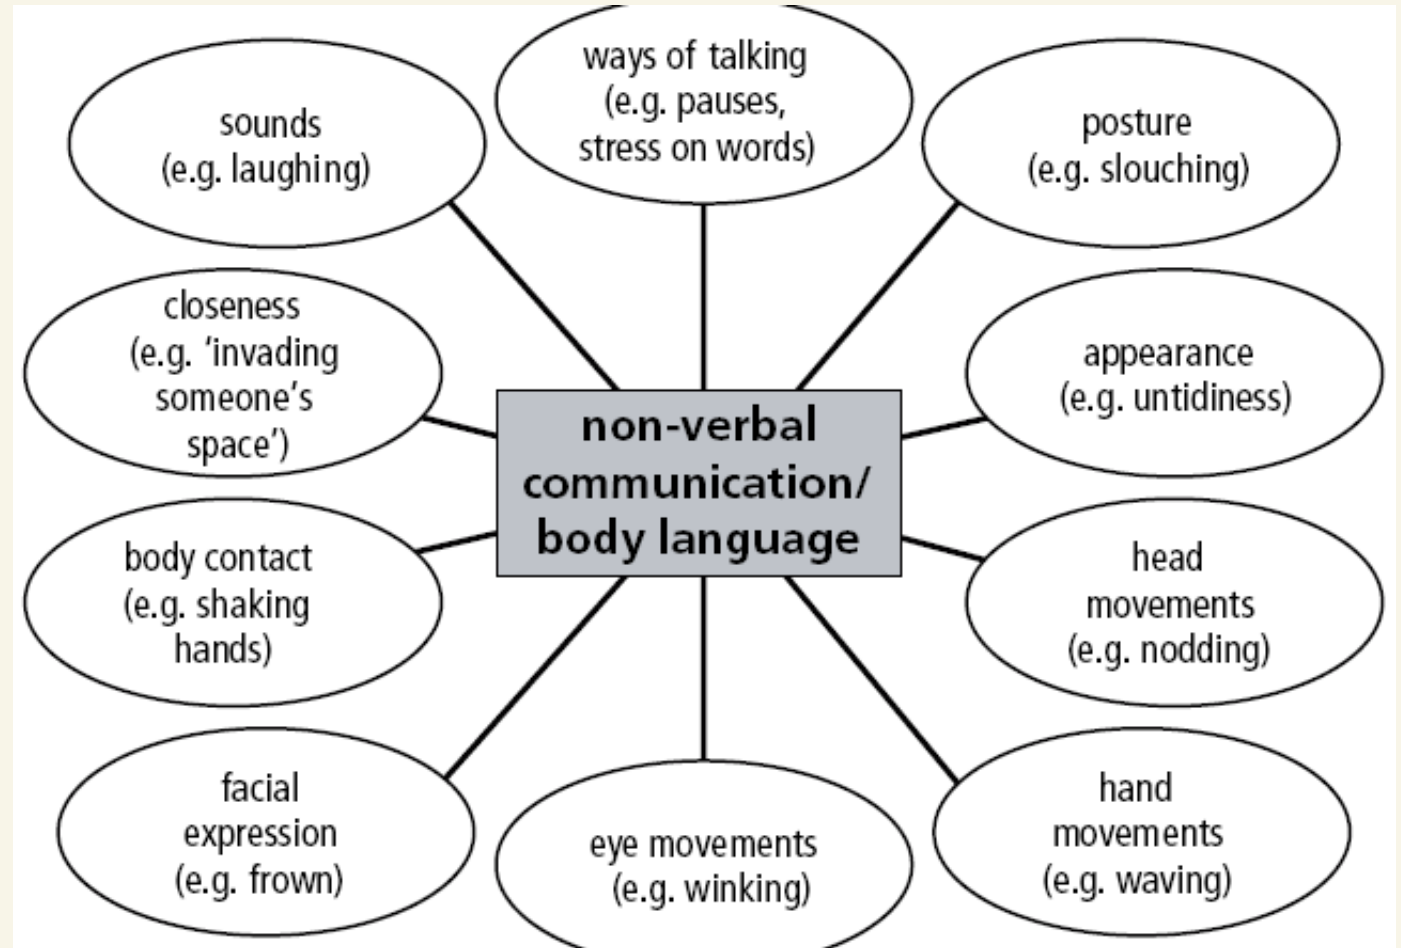 sounds
(e.g. laughing)
ways of talking
(e.g. pauses,
stress on words)
posture
(e.g. slouching)
closeness
(e.g. ‘invading
someone’s
space’)
appearance
(e.g. untidiness)
non-verbal
communication/
body language
body contact
(e.g. shaking
hands)
head
movements
(e.g. nodding)
facial
expression
(e.g. frown)
eye movements
(e.g. winking)
hand
movements
(e.g. waving)